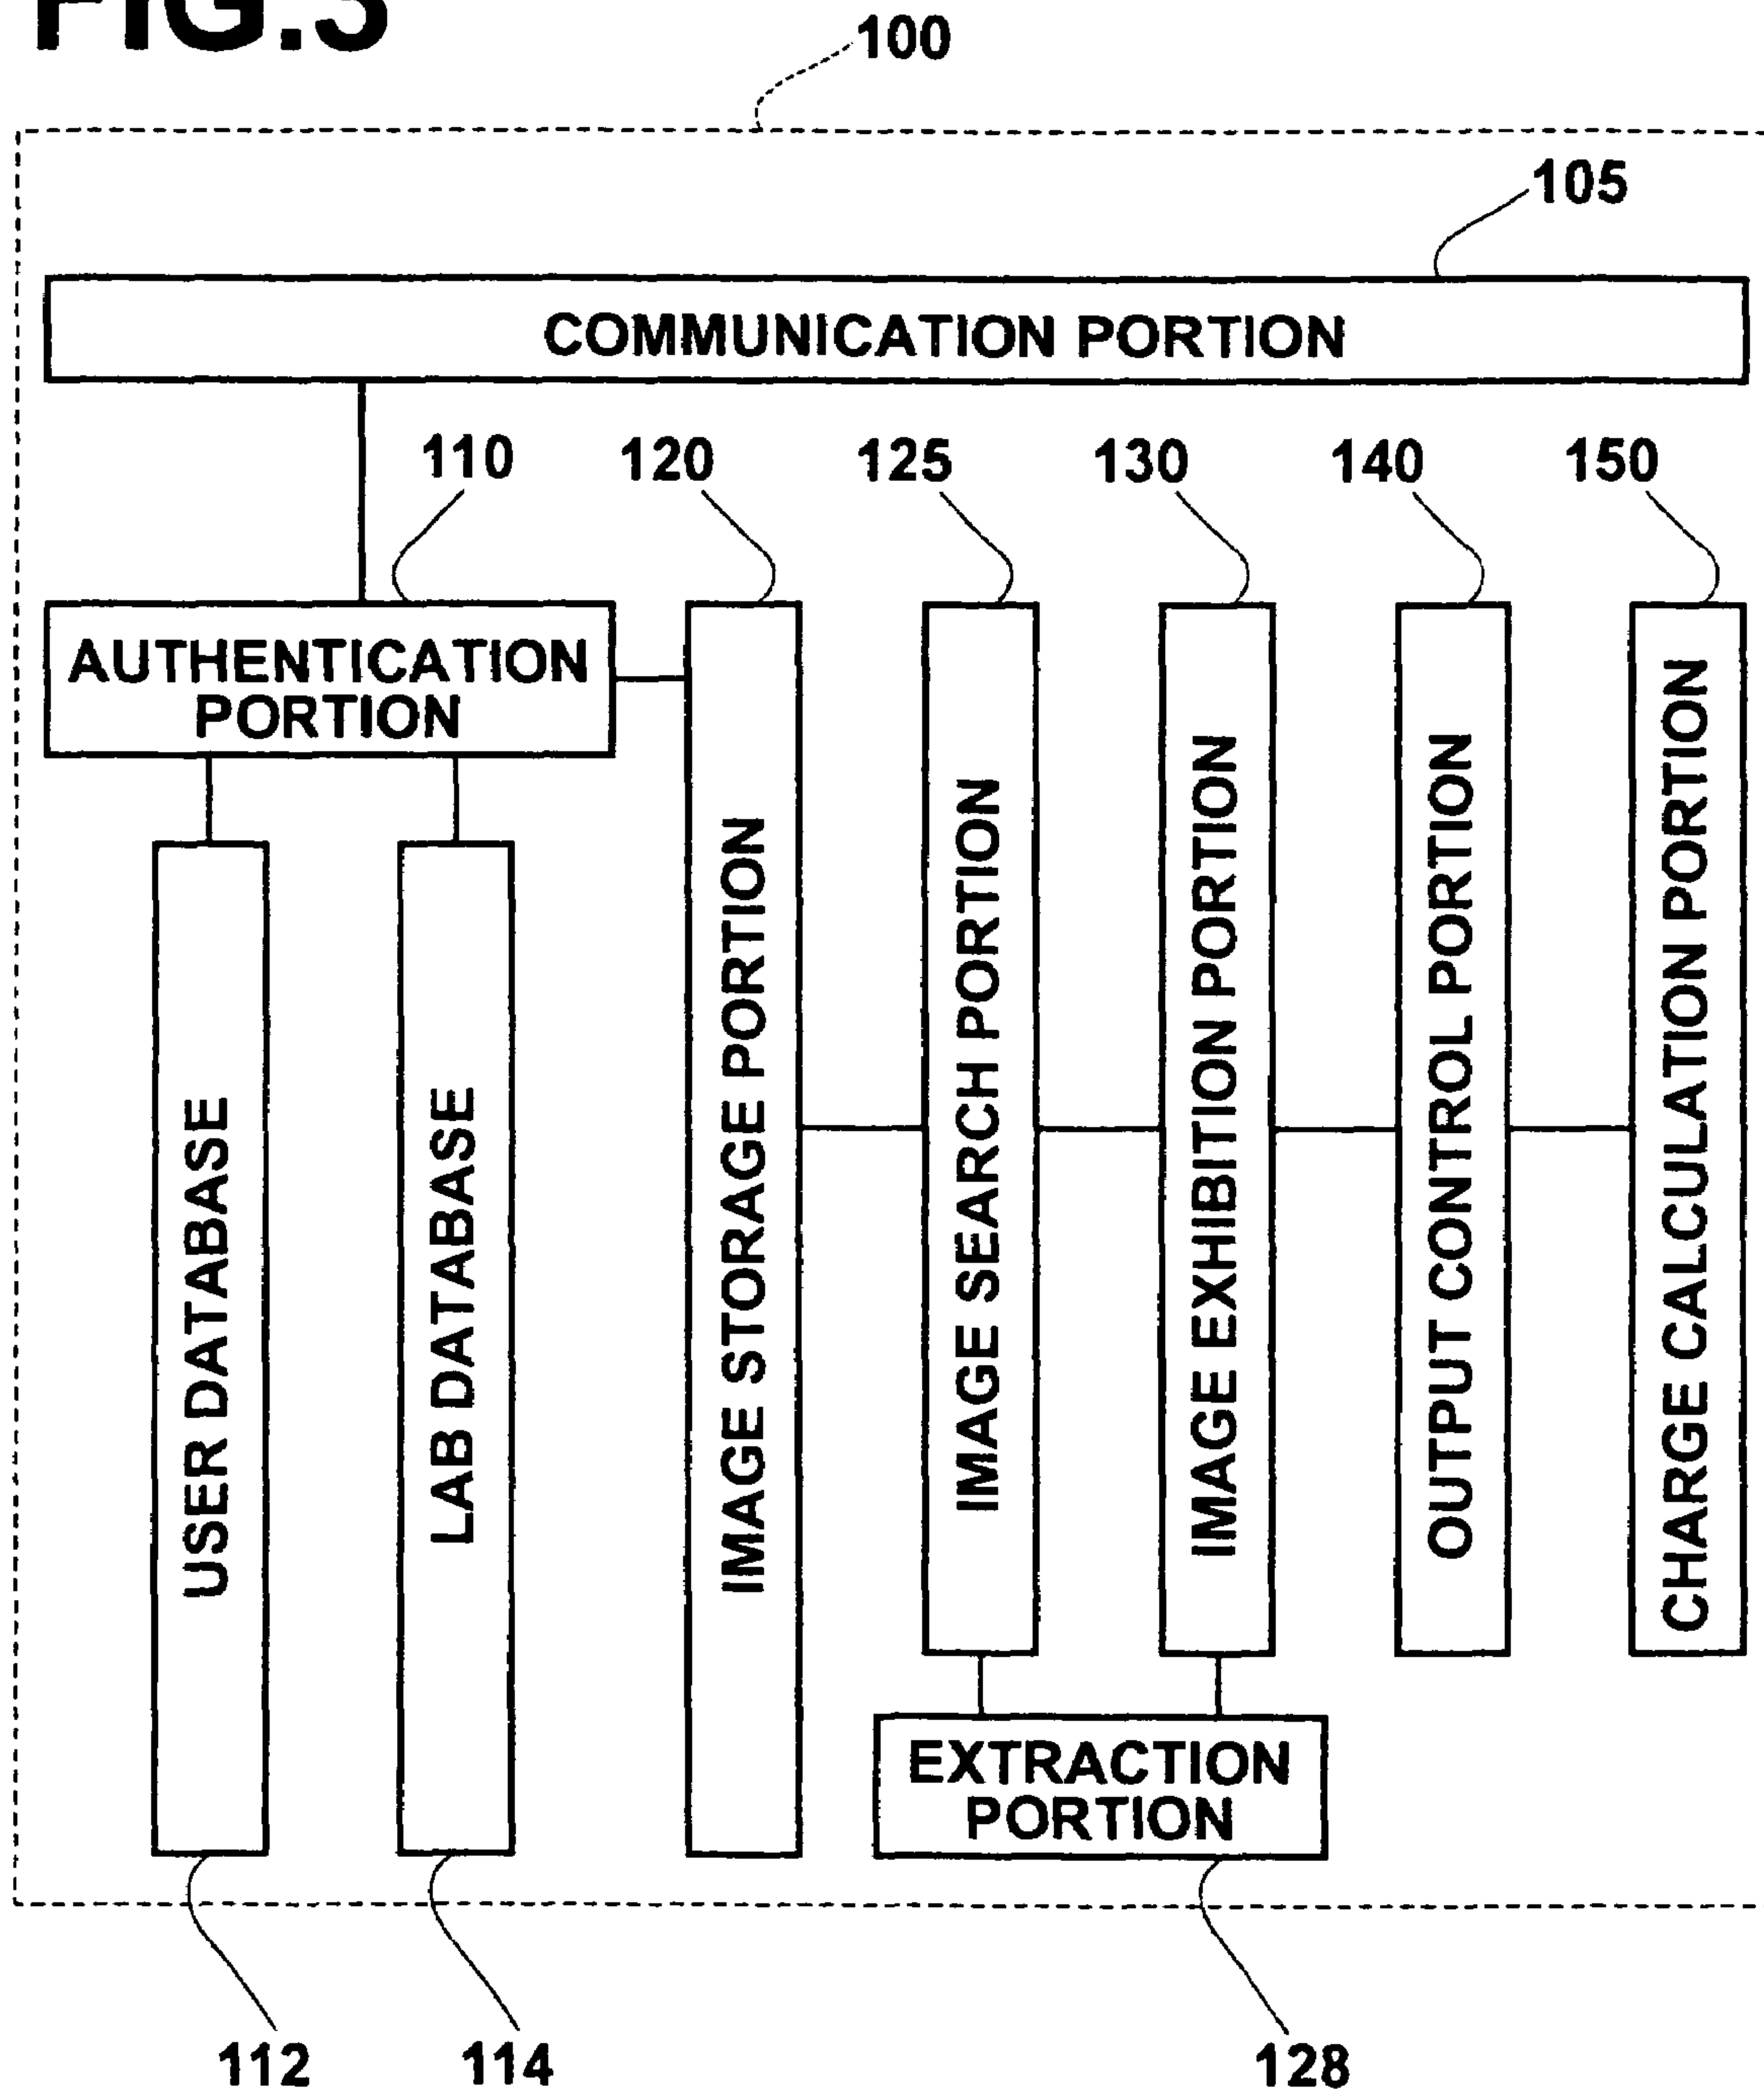 FIG.3
100
105
COMMUNICATION PORTION
110
120
125
130
140
150
AUTHENTICATION
PORTION
USER DATABASE
LAB DATABASE
IMAGE STORAGE PORTION
IMAGE SEARCH PORTION
IMAGE EXHIBITION PORTION
OUTPUT CONTROL PORTION
CHARGE CALCULATION PORTION
EXTRACTION
PORTION
112
114
128